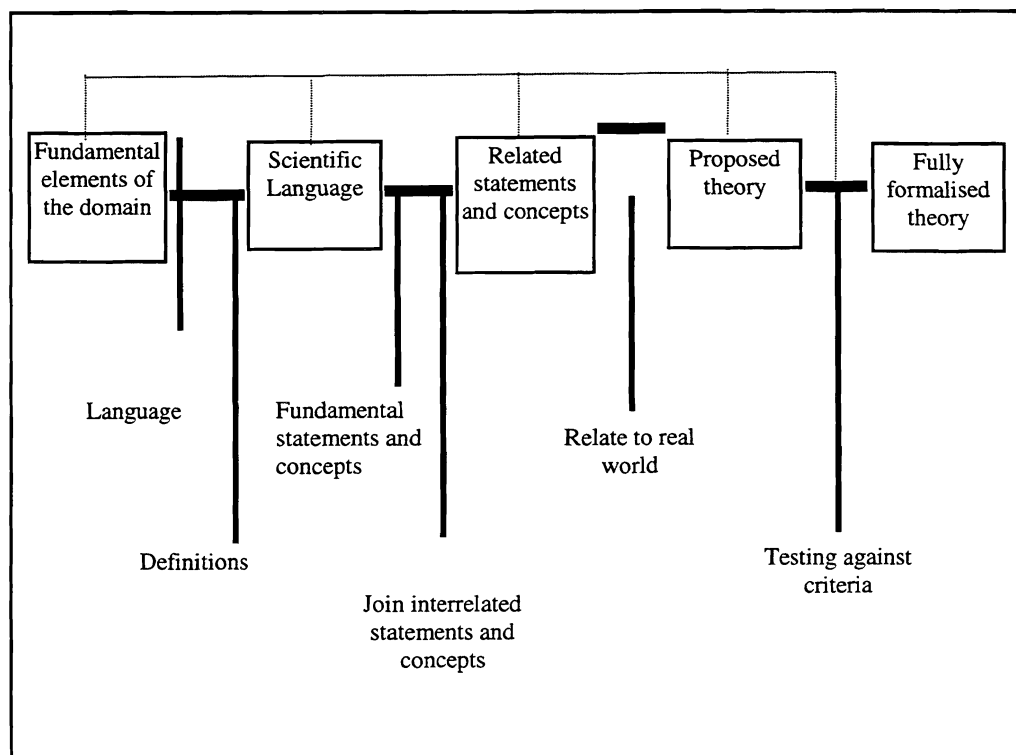 Fundamental
elements of
the domain
Scientific
Language
Related
statements
and concepts
Proposed
theory
Fully
formalised
theory
Language
Fundamental
statements and
concepts
Relate to real
world
Definitions
Testing against
criteria
Join interrelated
statements and
concepts